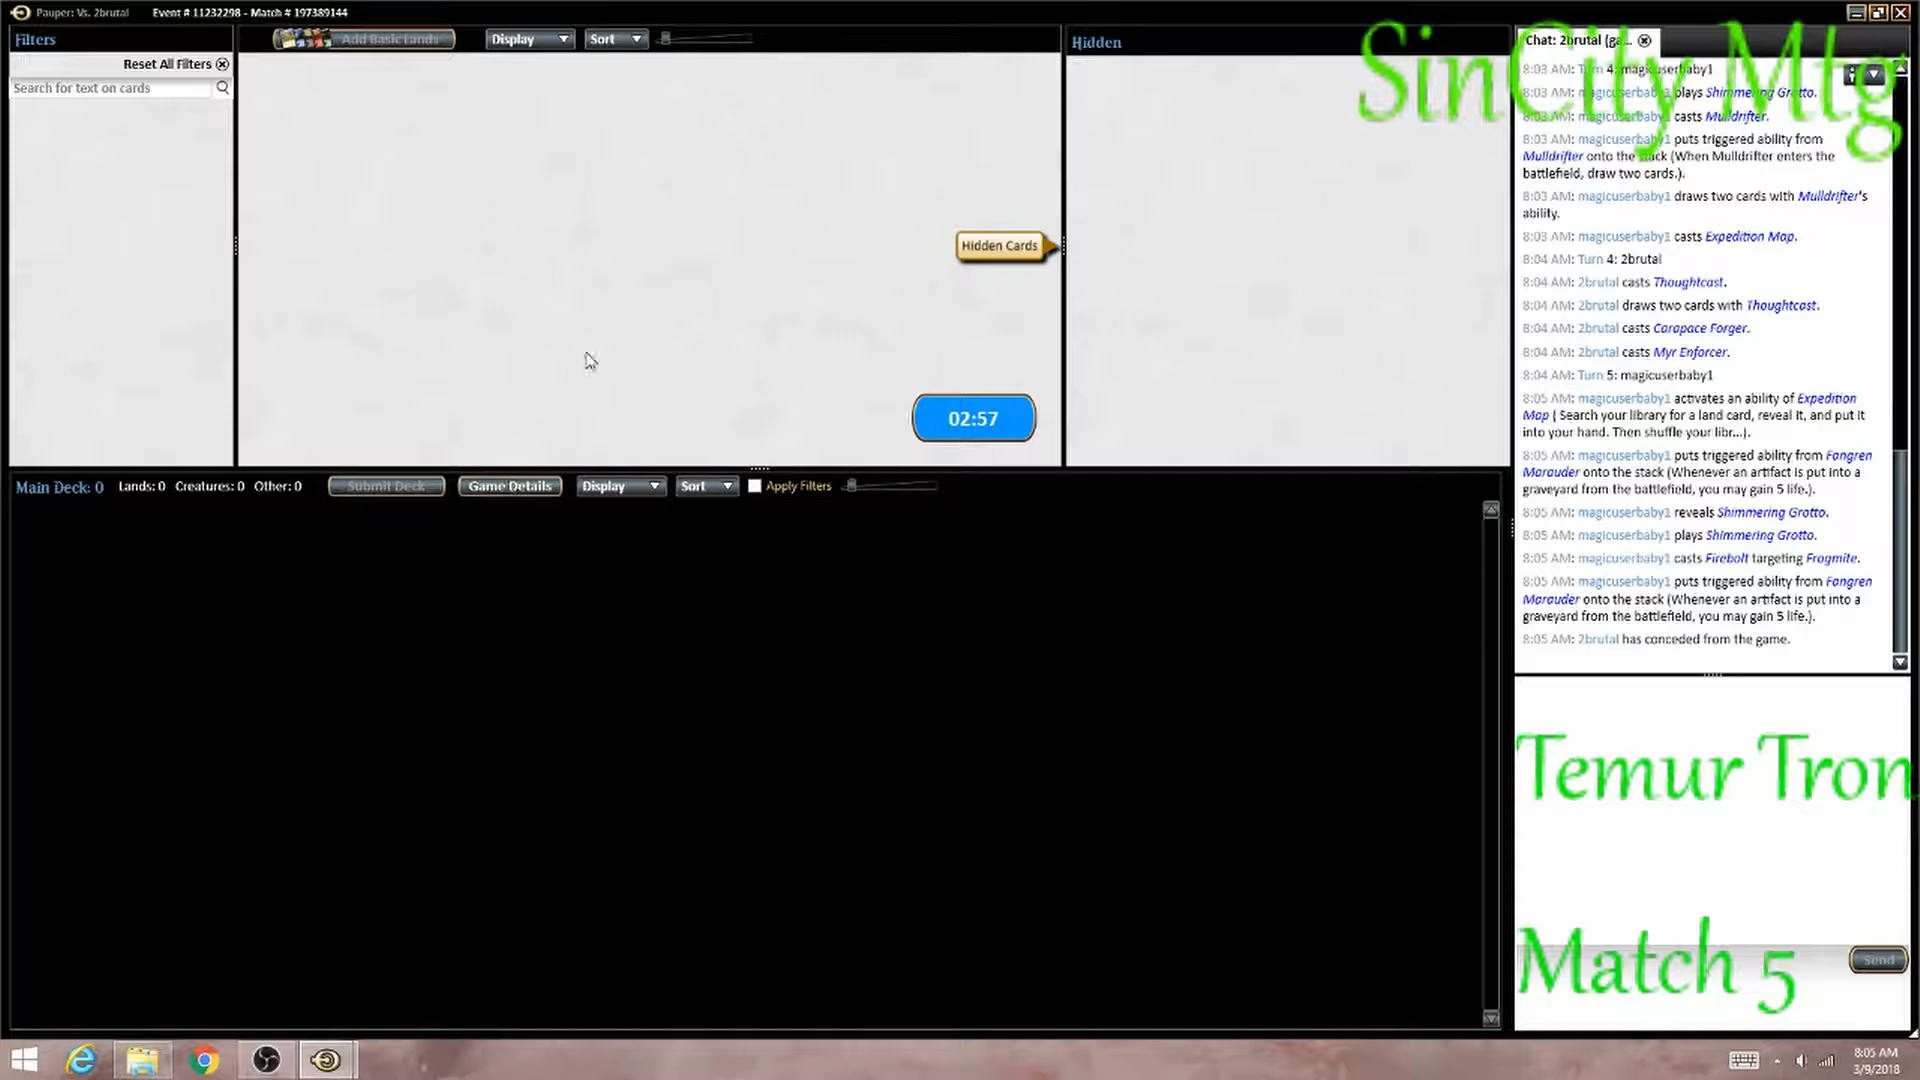 Pauper: Vs. 2brutal Event # 11232298 - Match # 197389144
Filters
Reset All Filters
Search for text on cards
Add Basic Lands
Display
Sort
Hidden Cards
02:57
Hidden
SinCity Mtg
Chat: 2brutal (ga...
8:03 AM: Turn 4: magicuserbaby1
8:03 AM: magicuserbaby1 plays Shimmering Grotto.
8:03 AM: magicuserbaby1 casts Mulldrifter.
8:03 AM: magicuserbaby1 puts triggered ability from
Mulldrifter onto the stack (When Mulldrifter enters the
battlefield, draw two cards.).
8:03 AM: magicuserbaby1 draws two cards with Mulldrifter's
ability.
8:03 AM: magicuserbaby1 casts Expedition Map.
8:04 AM: Turn 4: 2brutal
8:04 AM: 2brutal casts Thoughtcast.
8:04 AM: 2brutal draws two cards with Thoughtcast.
8:04 AM: 2brutal casts Carapace Forger.
8:04 AM: 2brutal casts Myr Enforcer.
8:04 AM: Turn 5: magicuserbaby1
8:05 AM: magicuserbaby1 activates an ability of Expedition
Map ( Search your library for a land card, reveal it, and put it
into your hand. Then shuffle your libr...).
8:05 AM: magicuserbaby1 puts triggered ability from Fangren
Marauder onto the stack (Whenever an artifact is put into a
graveyard from the battlefield, you may gain 5 life.).
8:05 AM: magicuserbaby1 reveals Shimmering Grotto.
8:05 AM: magicuserbaby1 plays Shimmering Grotto.
8:05 AM: magicuserbaby1 casts Firebolt targeting Frogmite.
8:05 AM: magicuserbaby1 puts triggered ability from Fangren
Marauder onto the stack (Whenever an artifact is put into a
graveyard from the battlefield, you may gain 5 life.).
8:05 AM: 2brutal has conceded from the game.
Main Deck: 0 Lands: 0 Creatures: 0 Other: 0
Submit Deck
Game Details
Display
Sort
Apply Filters
Temur Tron
Match 5
Send
8:05 AM
3/9/2018